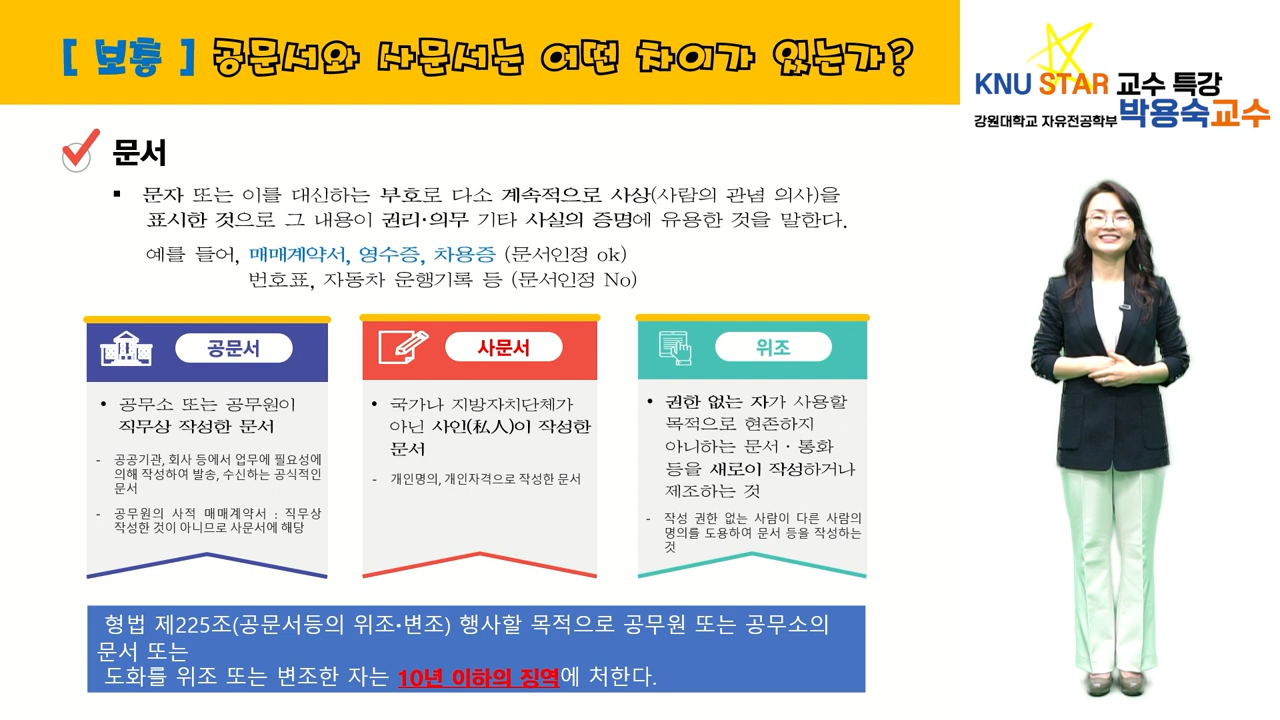 [ 보통 ] 공문서와 사문서는 어떤 차이가 있는가?
KNU STAR 교수 특강
강원대학교 자유전공학부 박용숙교수
문서
▪ 문자 또는 이를 대신하는 부호로 다소 계속적으로 사상(사람의 관념 의사)을
표시한 것으로 그 내용이 권리·의무 기타 사실의 증명에 유용한 것을 말한다.
예를 들어, 매매계약서, 영수증, 차용증 (문서인정 ok)
번호표, 자동차 운행기록 등 (문서인정 No)
공문서
• 공무소 또는 공무원이
직무상 작성한 문서
- 공공기관, 회사 등에서 업무에 필요성에
의해 작성하여 발송, 수신하는 공식적인
문서
- 공무원의 사적 매매계약서 : 직무상
작성한 것이 아니므로 사문서에 해당
사문서
• 국가나 지방자치단체가
아닌 사인(私人)이 작성한
문서
- 개인명의, 개인자격으로 작성한 문서
위조
• 권한 없는 자가 사용할
목적으로 현존하지
아니하는 문서 · 통화
등을 새로이 작성하거나
제조하는 것
- 작성 권한 없는 사람이 다른 사람의
명의를 도용하여 문서 등을 작성하는
것
형법 제225조(공문서등의 위조·변조) 행사할 목적으로 공무원 또는 공무소의
문서 또는
도화를 위조 또는 변조한 자는 10년 이하의 징역에 처한다.